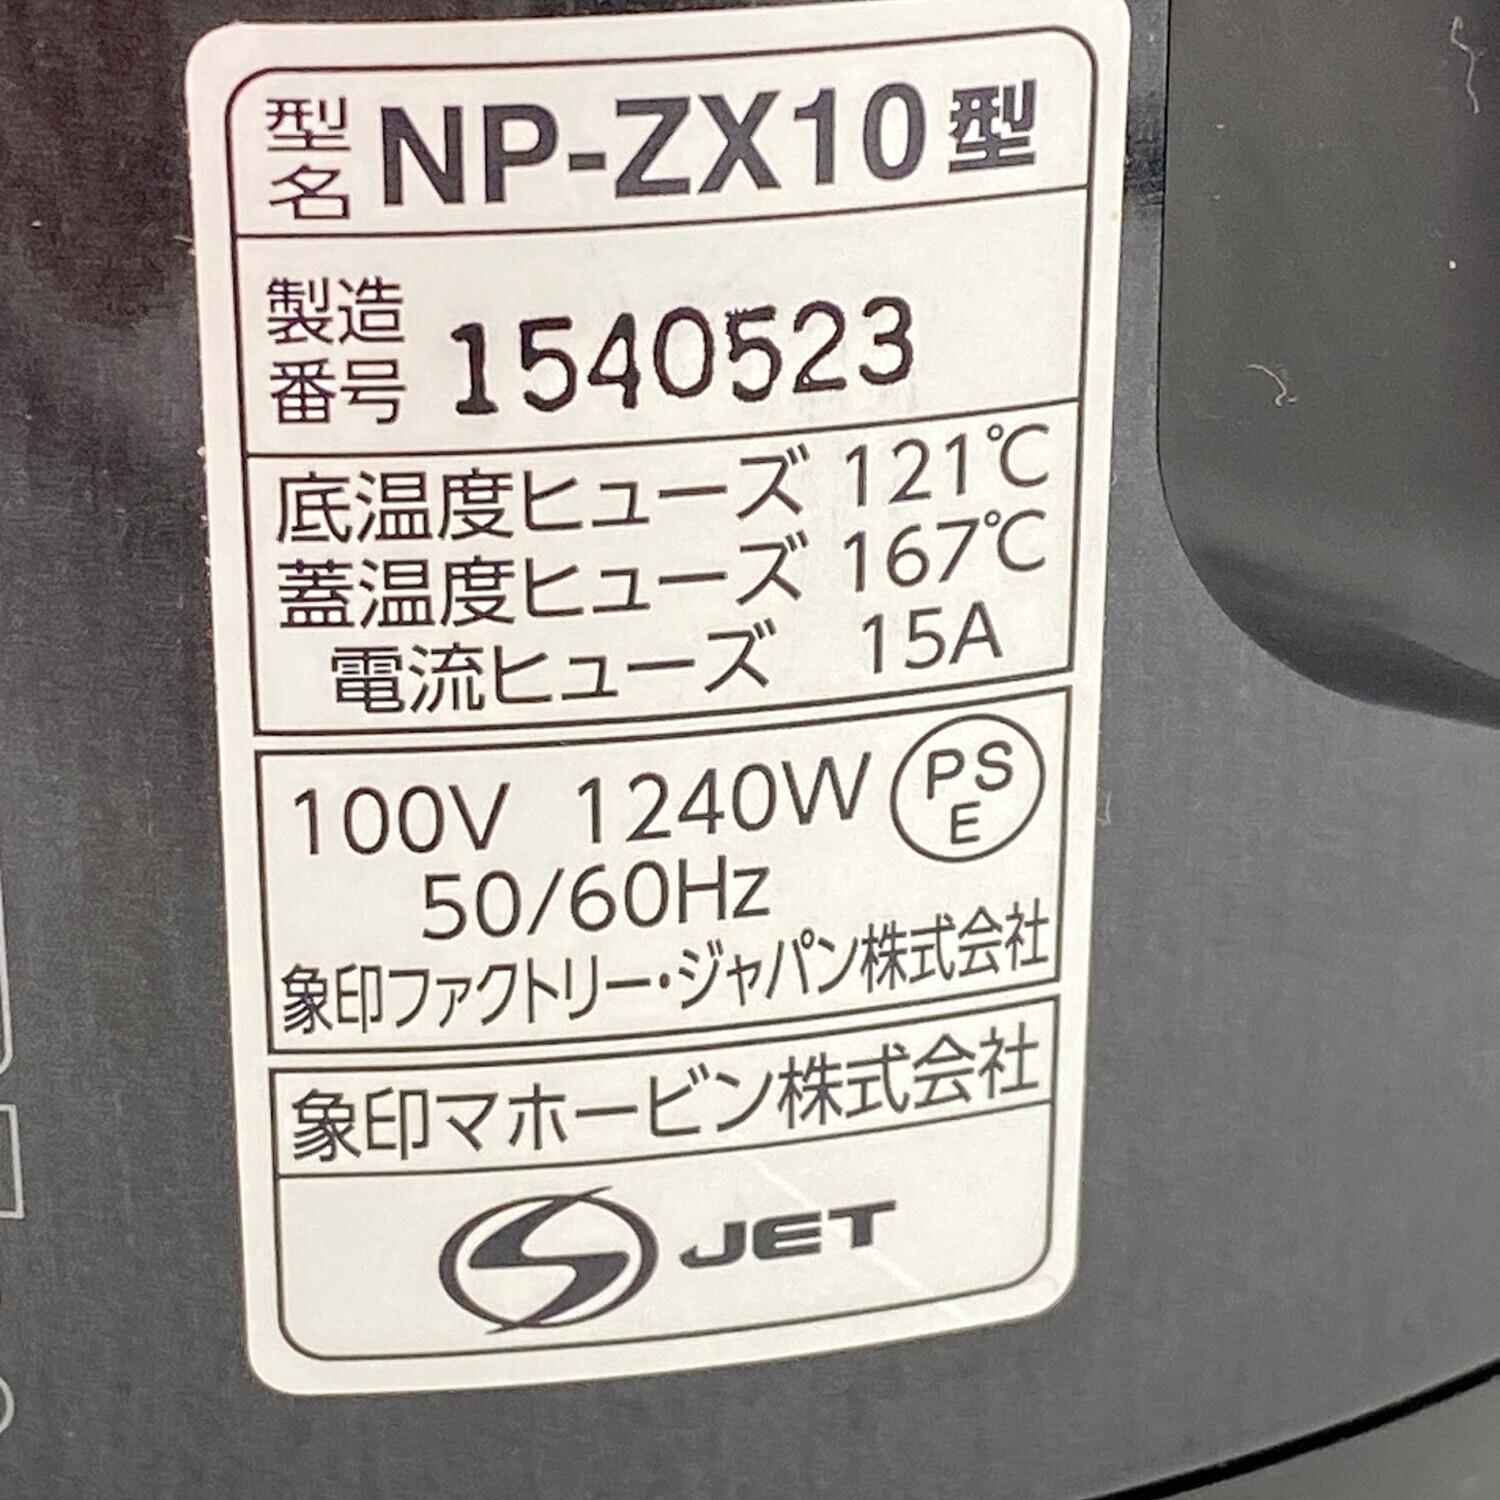 型名 NP-ZX10型
製造番号 1540523
底温度ヒューズ 121℃
蓋温度ヒューズ 167℃
電流ヒューズ 15A
100V 1240W PSE
50/60Hz
象印ファクトリー・ジャパン株式会社
象印マホービン株式会社
S JET